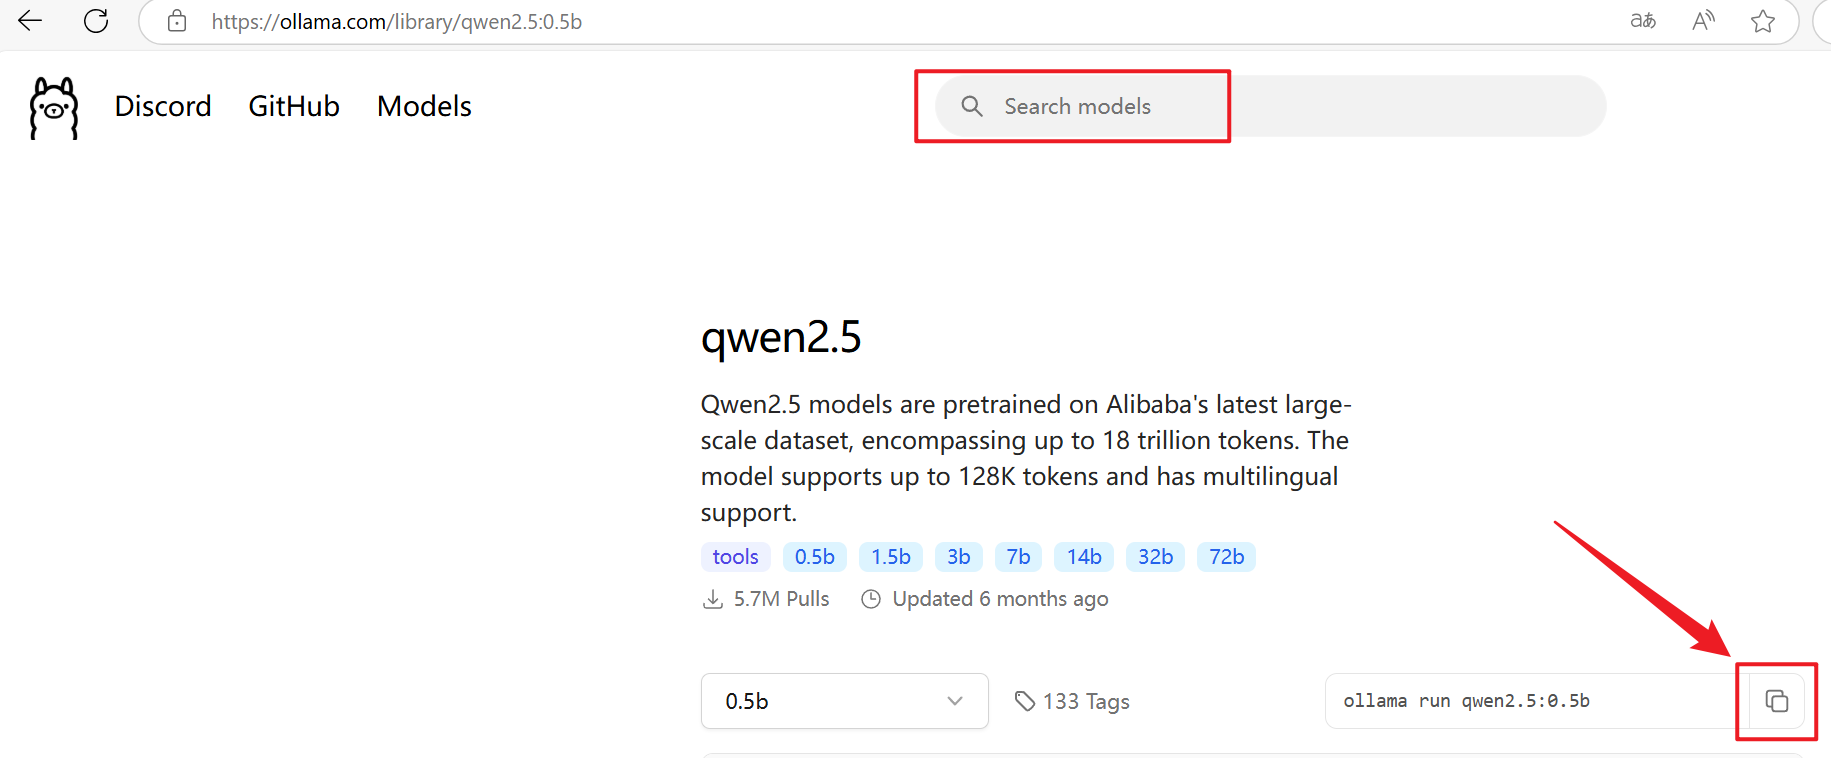 https://ollama.com/library/qwen2.5:0.5b
aあ A
Discord GitHub Models
Search models
qwen2.5
Qwen2.5 models are pretrained on Alibaba's latest large-
scale dataset, encompassing up to 18 trillion tokens. The
model supports up to 128K tokens and has multilingual
support.
tools 0.5b 1.5b 3b 7b 14b 32b 72b
5.7M Pulls Updated 6 months ago
0.5b
133 Tags
ollama run qwen2.5:0.5b